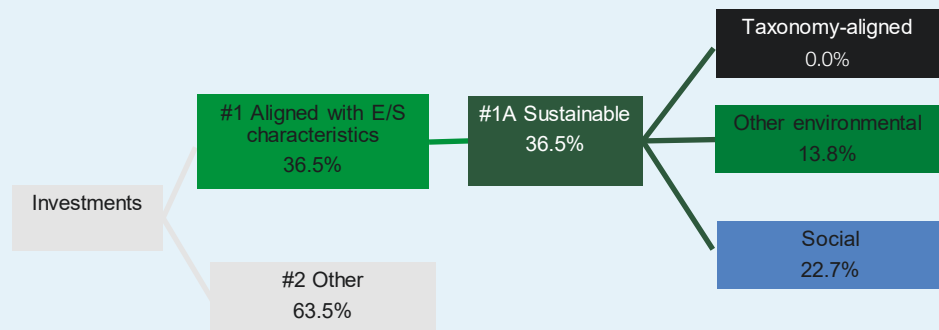 Investments
#1 Aligned with E/S
characteristics
36.5%
#2 Other
63.5%
#1A Sustainable
36.5%
Taxonomy-aligned
0.0%
Other environmental
13.8%
Social
22.7%